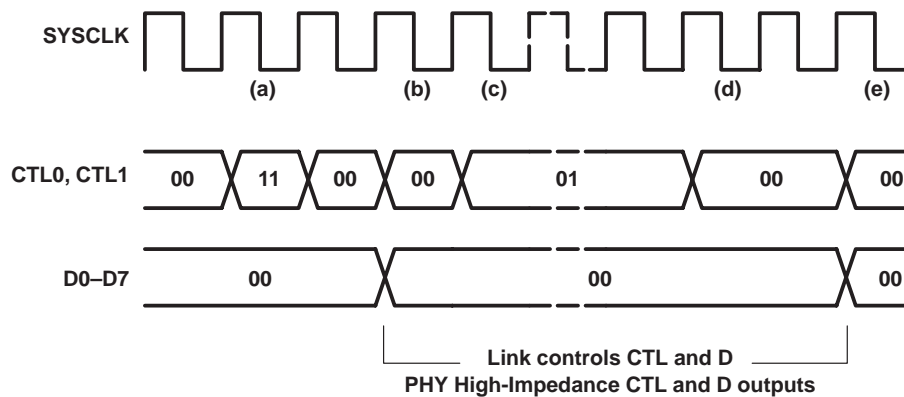 SYSCLK
(a) (b) (c) (d) (e)
CTL0, CTL1 00 11 00 00 01 00 00
D0–D7 00 00 00
Link controls CTL and D
PHY High-Impedance CTL and D outputs